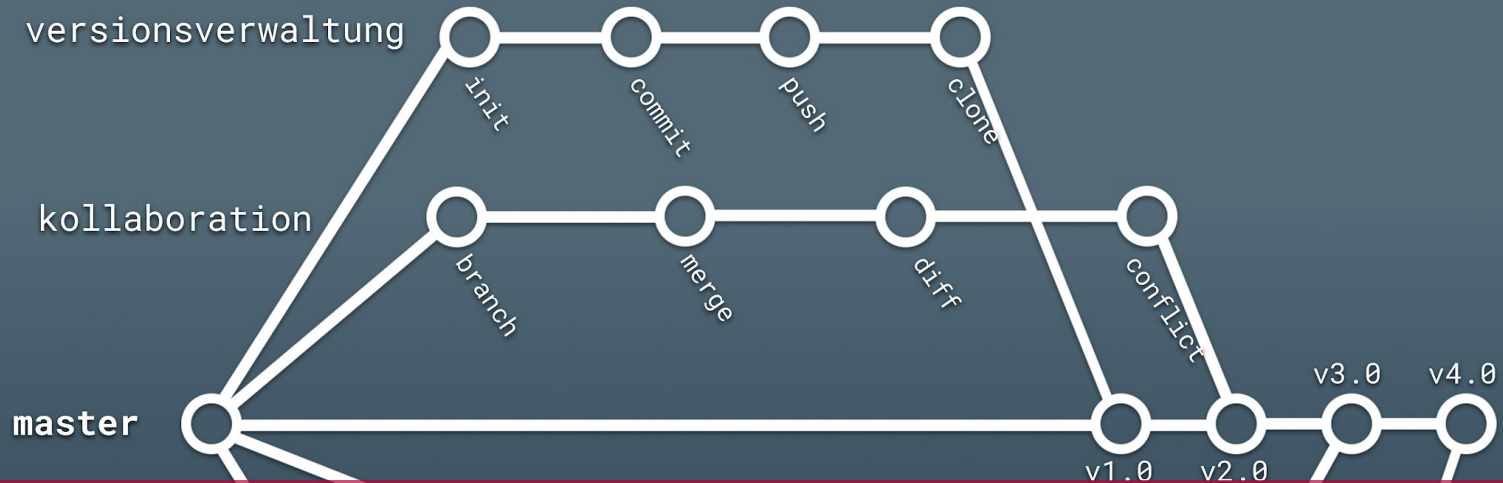 versionsverwaltung
init
commit
push
clone
kollaboration
branch
merge
diff
conflict
v3.0
v4.0
master
v1.0
v2.0